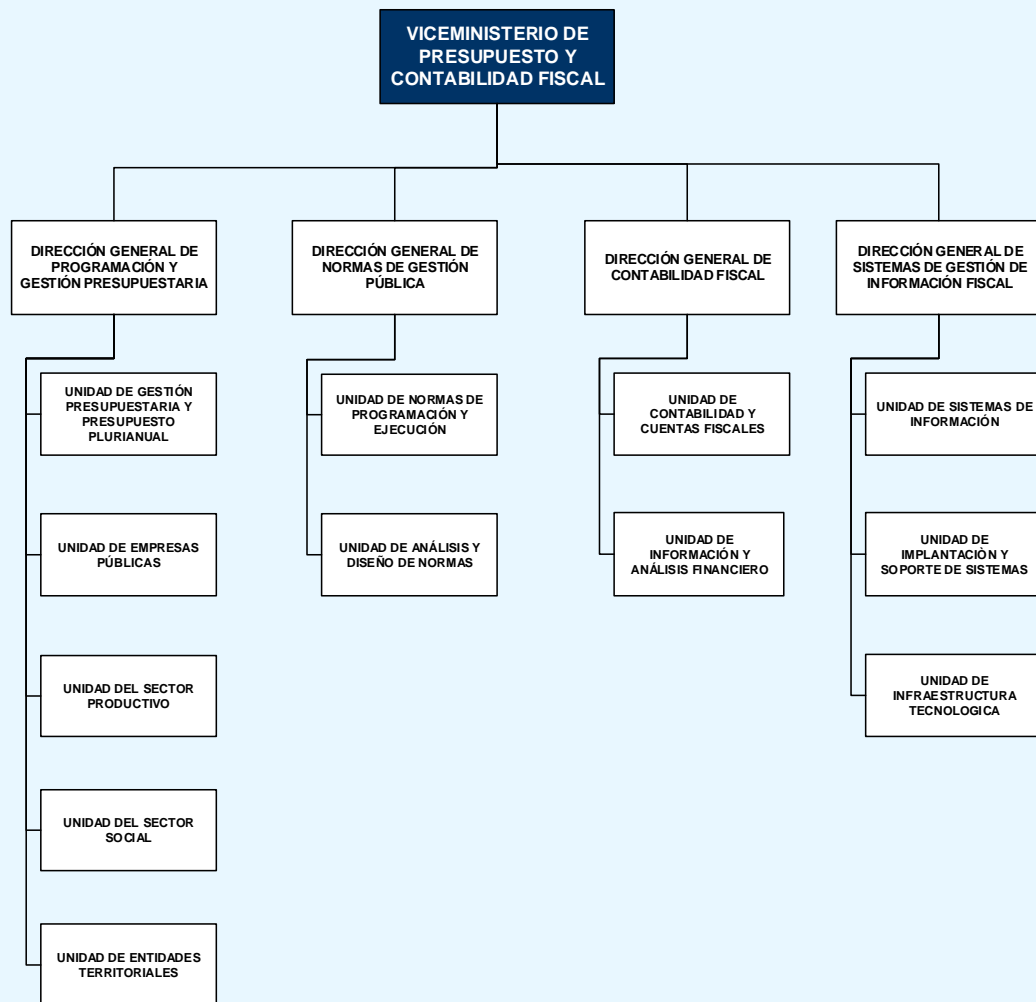 VICEMINISTERIO DE
PRESUPUESTO Y
CONTABILIDAD FISCAL
DIRECCIÓN GENERAL DE
PROGRAMACIÓN Y
GESTIÓN PRESUPUESTARIA
DIRECCIÓN GENERAL DE
NORMAS DE GESTIÓN
PÚBLICA
DIRECCIÓN GENERAL DE
CONTABILIDAD FISCAL
DIRECCIÓN GENERAL DE
SISTEMAS DE GESTIÓN DE
INFORMACIÓN FISCAL
UNIDAD DE GESTIÓN
PRESUPUESTARIA Y
PRESUPUESTO
PLURIANUAL
UNIDAD DE NORMAS DE
PROGRAMACIÓN Y
EJECUCIÓN
UNIDAD DE
CONTABILIDAD Y
CUENTAS FISCALES
UNIDAD DE SISTEMAS DE
INFORMACIÓN
UNIDAD DE EMPRESAS
PÚBLICAS
UNIDAD DE ANÁLISIS Y
DISEÑO DE NORMAS
UNIDAD DE
INFORMACIÓN Y
ANÁLISIS FINANCIERO
UNIDAD DE
IMPLANTACIÒN Y
SOPORTE DE SISTEMAS
UNIDAD DEL SECTOR
PRODUCTIVO
UNIDAD DE
INFRAESTRUCTURA
TECNOLOGICA
UNIDAD DEL SECTOR
SOCIAL
UNIDAD DE ENTIDADES
TERRITORIALES